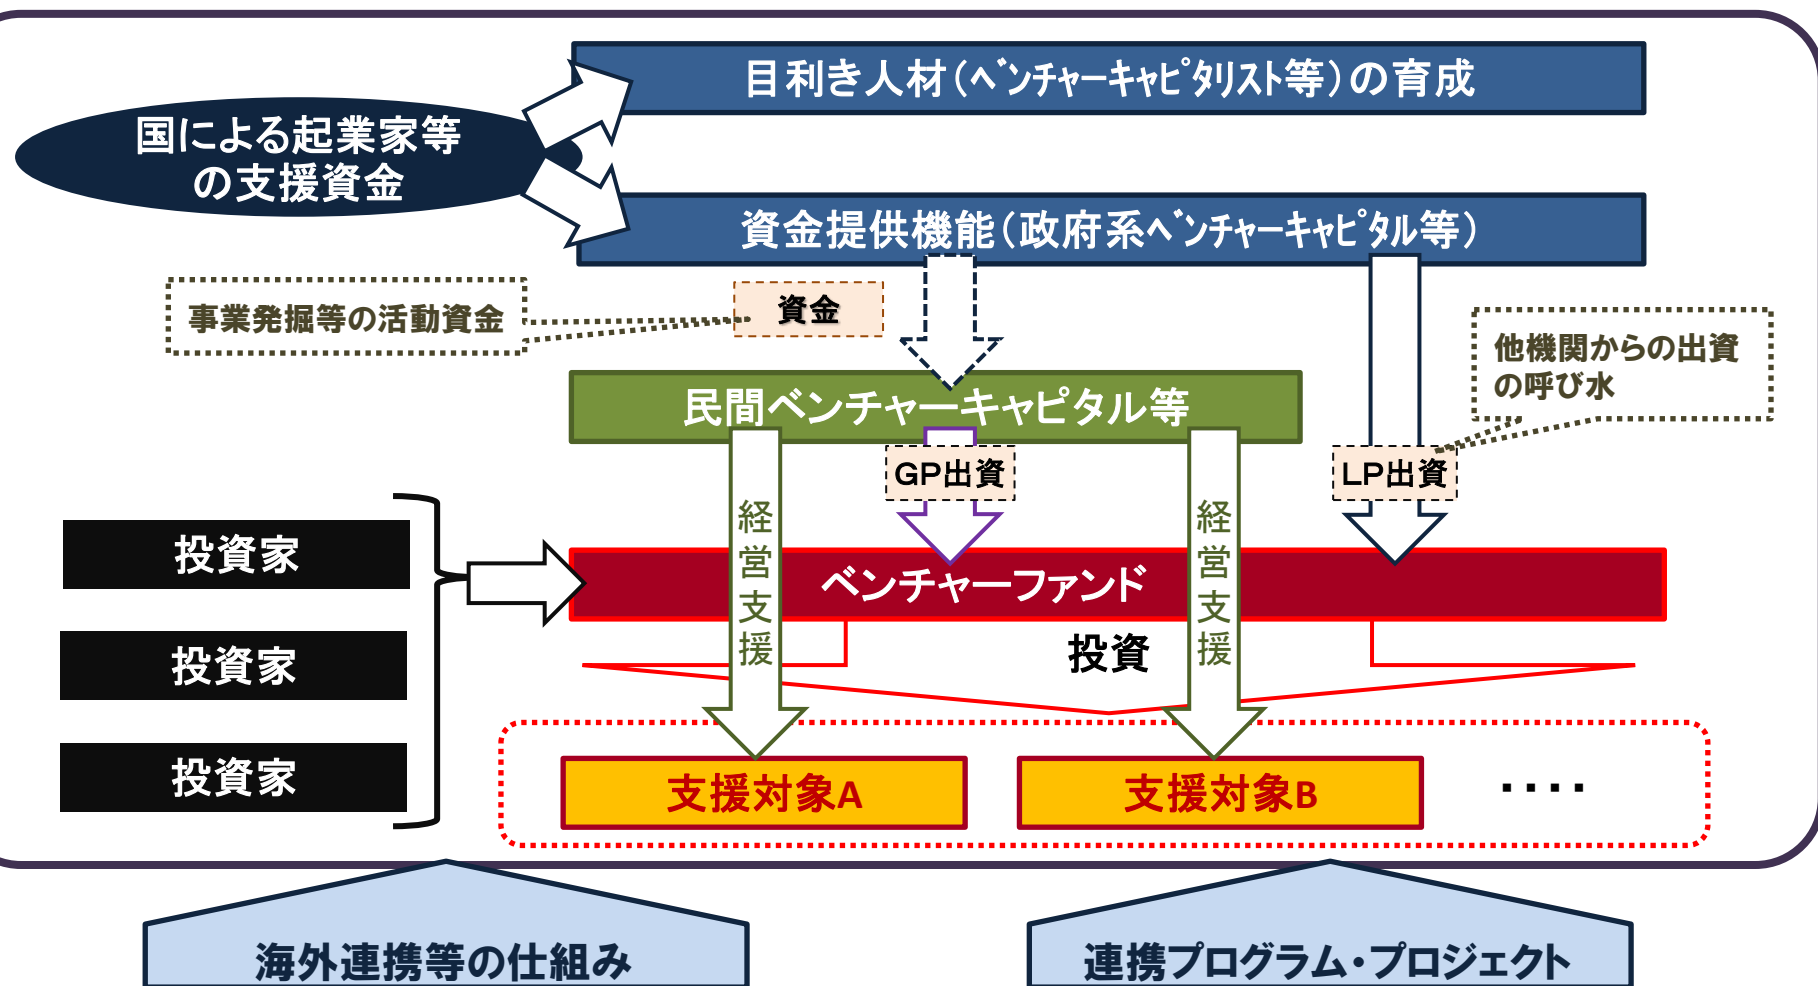 目利き人材（ベンチャーキャピタリスト等）の育成
国による起業家等
の支援資金
資金提供機能（政府系ベンチャーキャピタル等）
事業発掘等の活動資金
資金
他機関からの出資
の呼び水
民間ベンチャーキャピタル等
GP出資
LP出資
経営支援
経営支援
投資家
投資家
投資家
ベンチャーファンド
投資
支援対象A
支援対象B
・・・・
海外連携等の仕組み
連携プログラム・プロジェクト